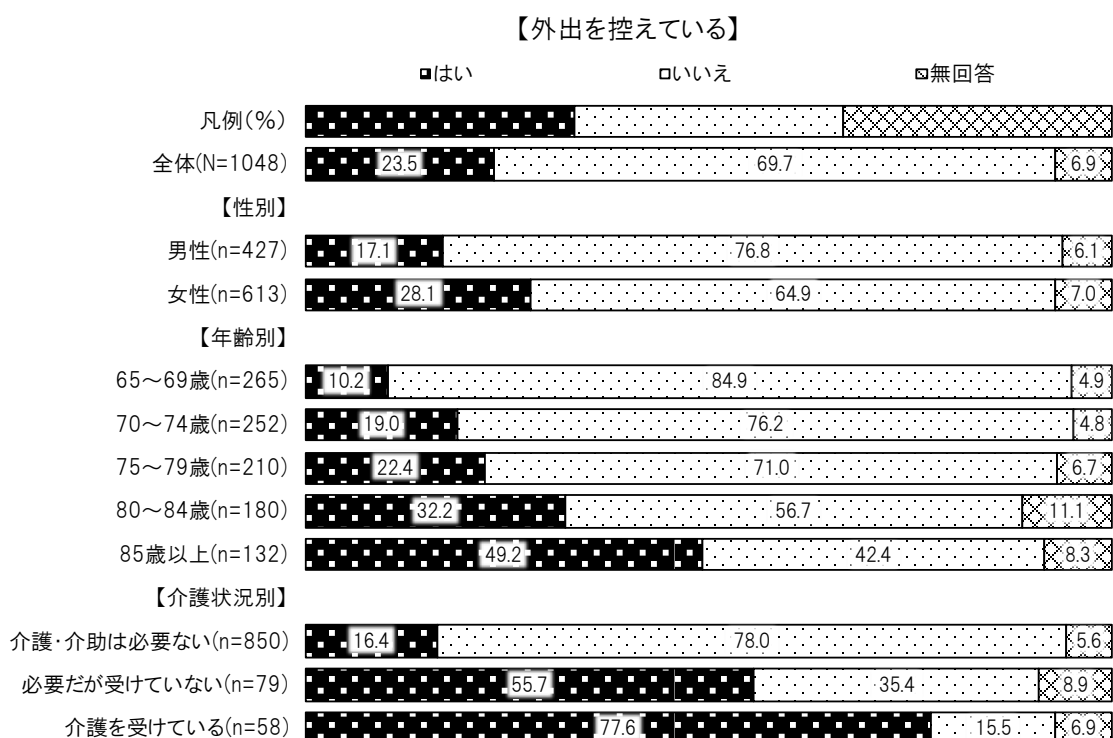 【外出を控えている】
はい いいえ 無回答
凡例(%)
全体(N=1048) 23.5 69.7 6.9
【性別】
男性(n=427) 17.1 76.8 6.1
女性(n=613) 28.1 64.9 7.0
【年齢別】
65～69歳(n=265) 10.2 84.9 4.9
70～74歳(n=252) 19.0 76.2 4.8
75～79歳(n=210) 22.4 71.0 6.7
80～84歳(n=180) 32.2 56.7 11.1
85歳以上(n=132) 49.2 42.4 8.3
【介護状況別】
介護・介助は必要ない(n=850) 16.4 78.0 5.6
必要だが受けていない(n=79) 55.7 35.4 8.9
介護を受けている(n=58) 77.6 15.5 6.9